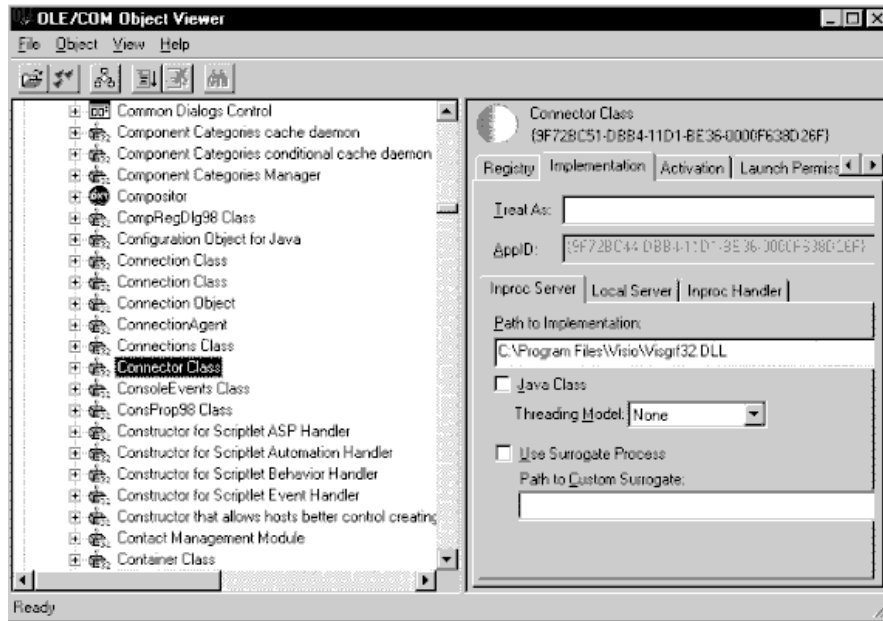 OLE/COM Object Viewer
File Object View Help
Common Dialogs Control
Component Categories cache daemon
Component Categories conditional cache daemon
Component Categories Manager
Compositor
CompRegDlg98 Class
Configuration Object for Java
Connection Class
Connection Class
Connection Object
ConnectionAgent
Connections Class
Connector Class
ConsoleEvents Class
ConsProp98 Class
Constructor for Scriptlet ASP Handler
Constructor for Scriptlet Automation Handler
Constructor for Scriptlet Behavior Handler
Constructor for Scriptlet Event Handler
Constructor that allows hosts better control creating
Contact Management Module
Container Class
Connector Class
{9F72BC51-DBB4-11D1-BE36-0000F638D26F}
Registry Implementation Activation Launch Permiss
Treat As:
AppID:
Inproc Server Local Server Inproc Handler
Path to Implementation:
C:\Program Files\Visio\Visgif32.DLL
Java Class
Threading Model: None
Use Surrogate Process
Path to Custom Surrogate:
Ready